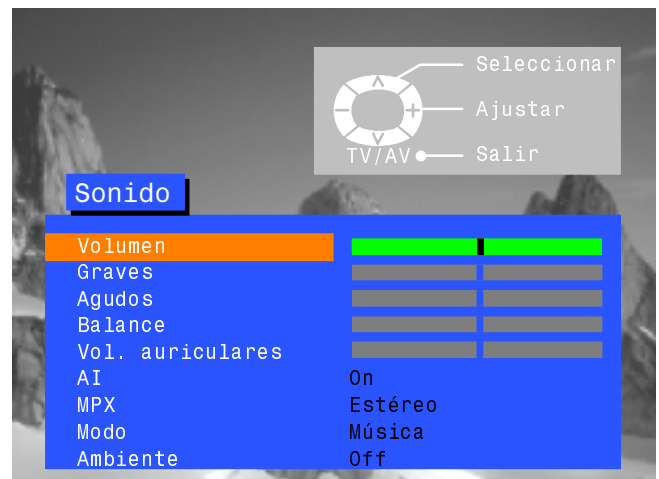 Seleccionar
Ajustar
TV/AV Salir
Sonido
Volumen
Graves
Agudos
Balance
Vol. auriculares
AI On
MPX Estéreo
Modo Música
Ambiente Off